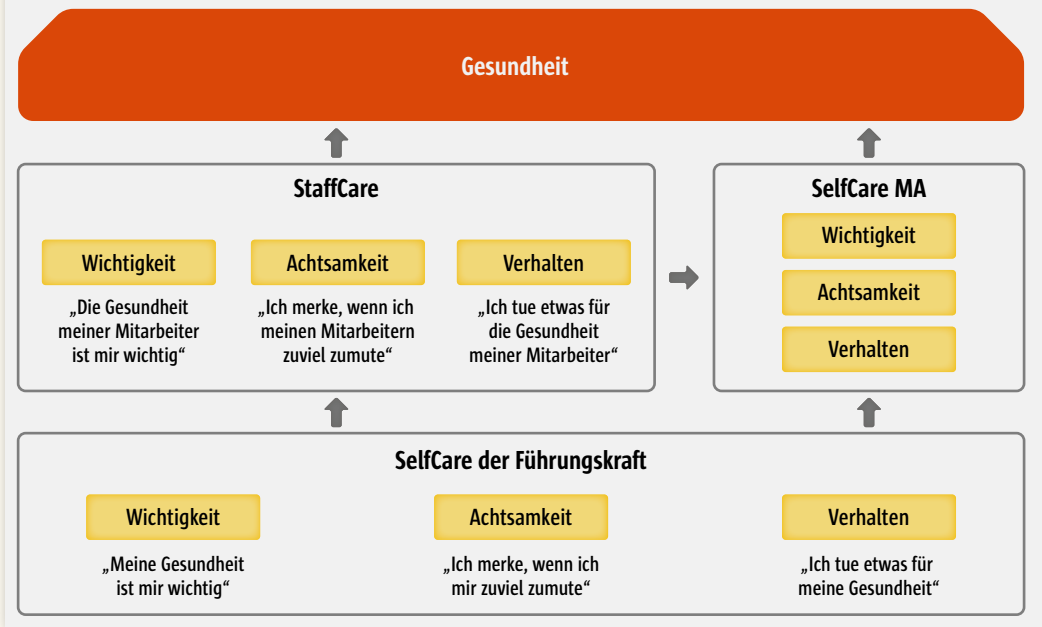 Gesundheit
StaffCare
Wichtigkeit
„Die Gesundheit
meiner Mitarbeiter
ist mir wichtig“
Achtsamkeit
„Ich merke, wenn ich
meinen Mitarbeitern
zuviel zumute“
Verhalten
„Ich tue etwas für
die Gesundheit
meiner Mitarbeiter“
SelfCare MA
Wichtigkeit
Achtsamkeit
Verhalten
SelfCare der Führungskraft
Wichtigkeit
„Meine Gesundheit
ist mir wichtig“
Achtsamkeit
„Ich merke, wenn ich
mir zuviel zumute“
Verhalten
„Ich tue etwas für
meine Gesundheit“